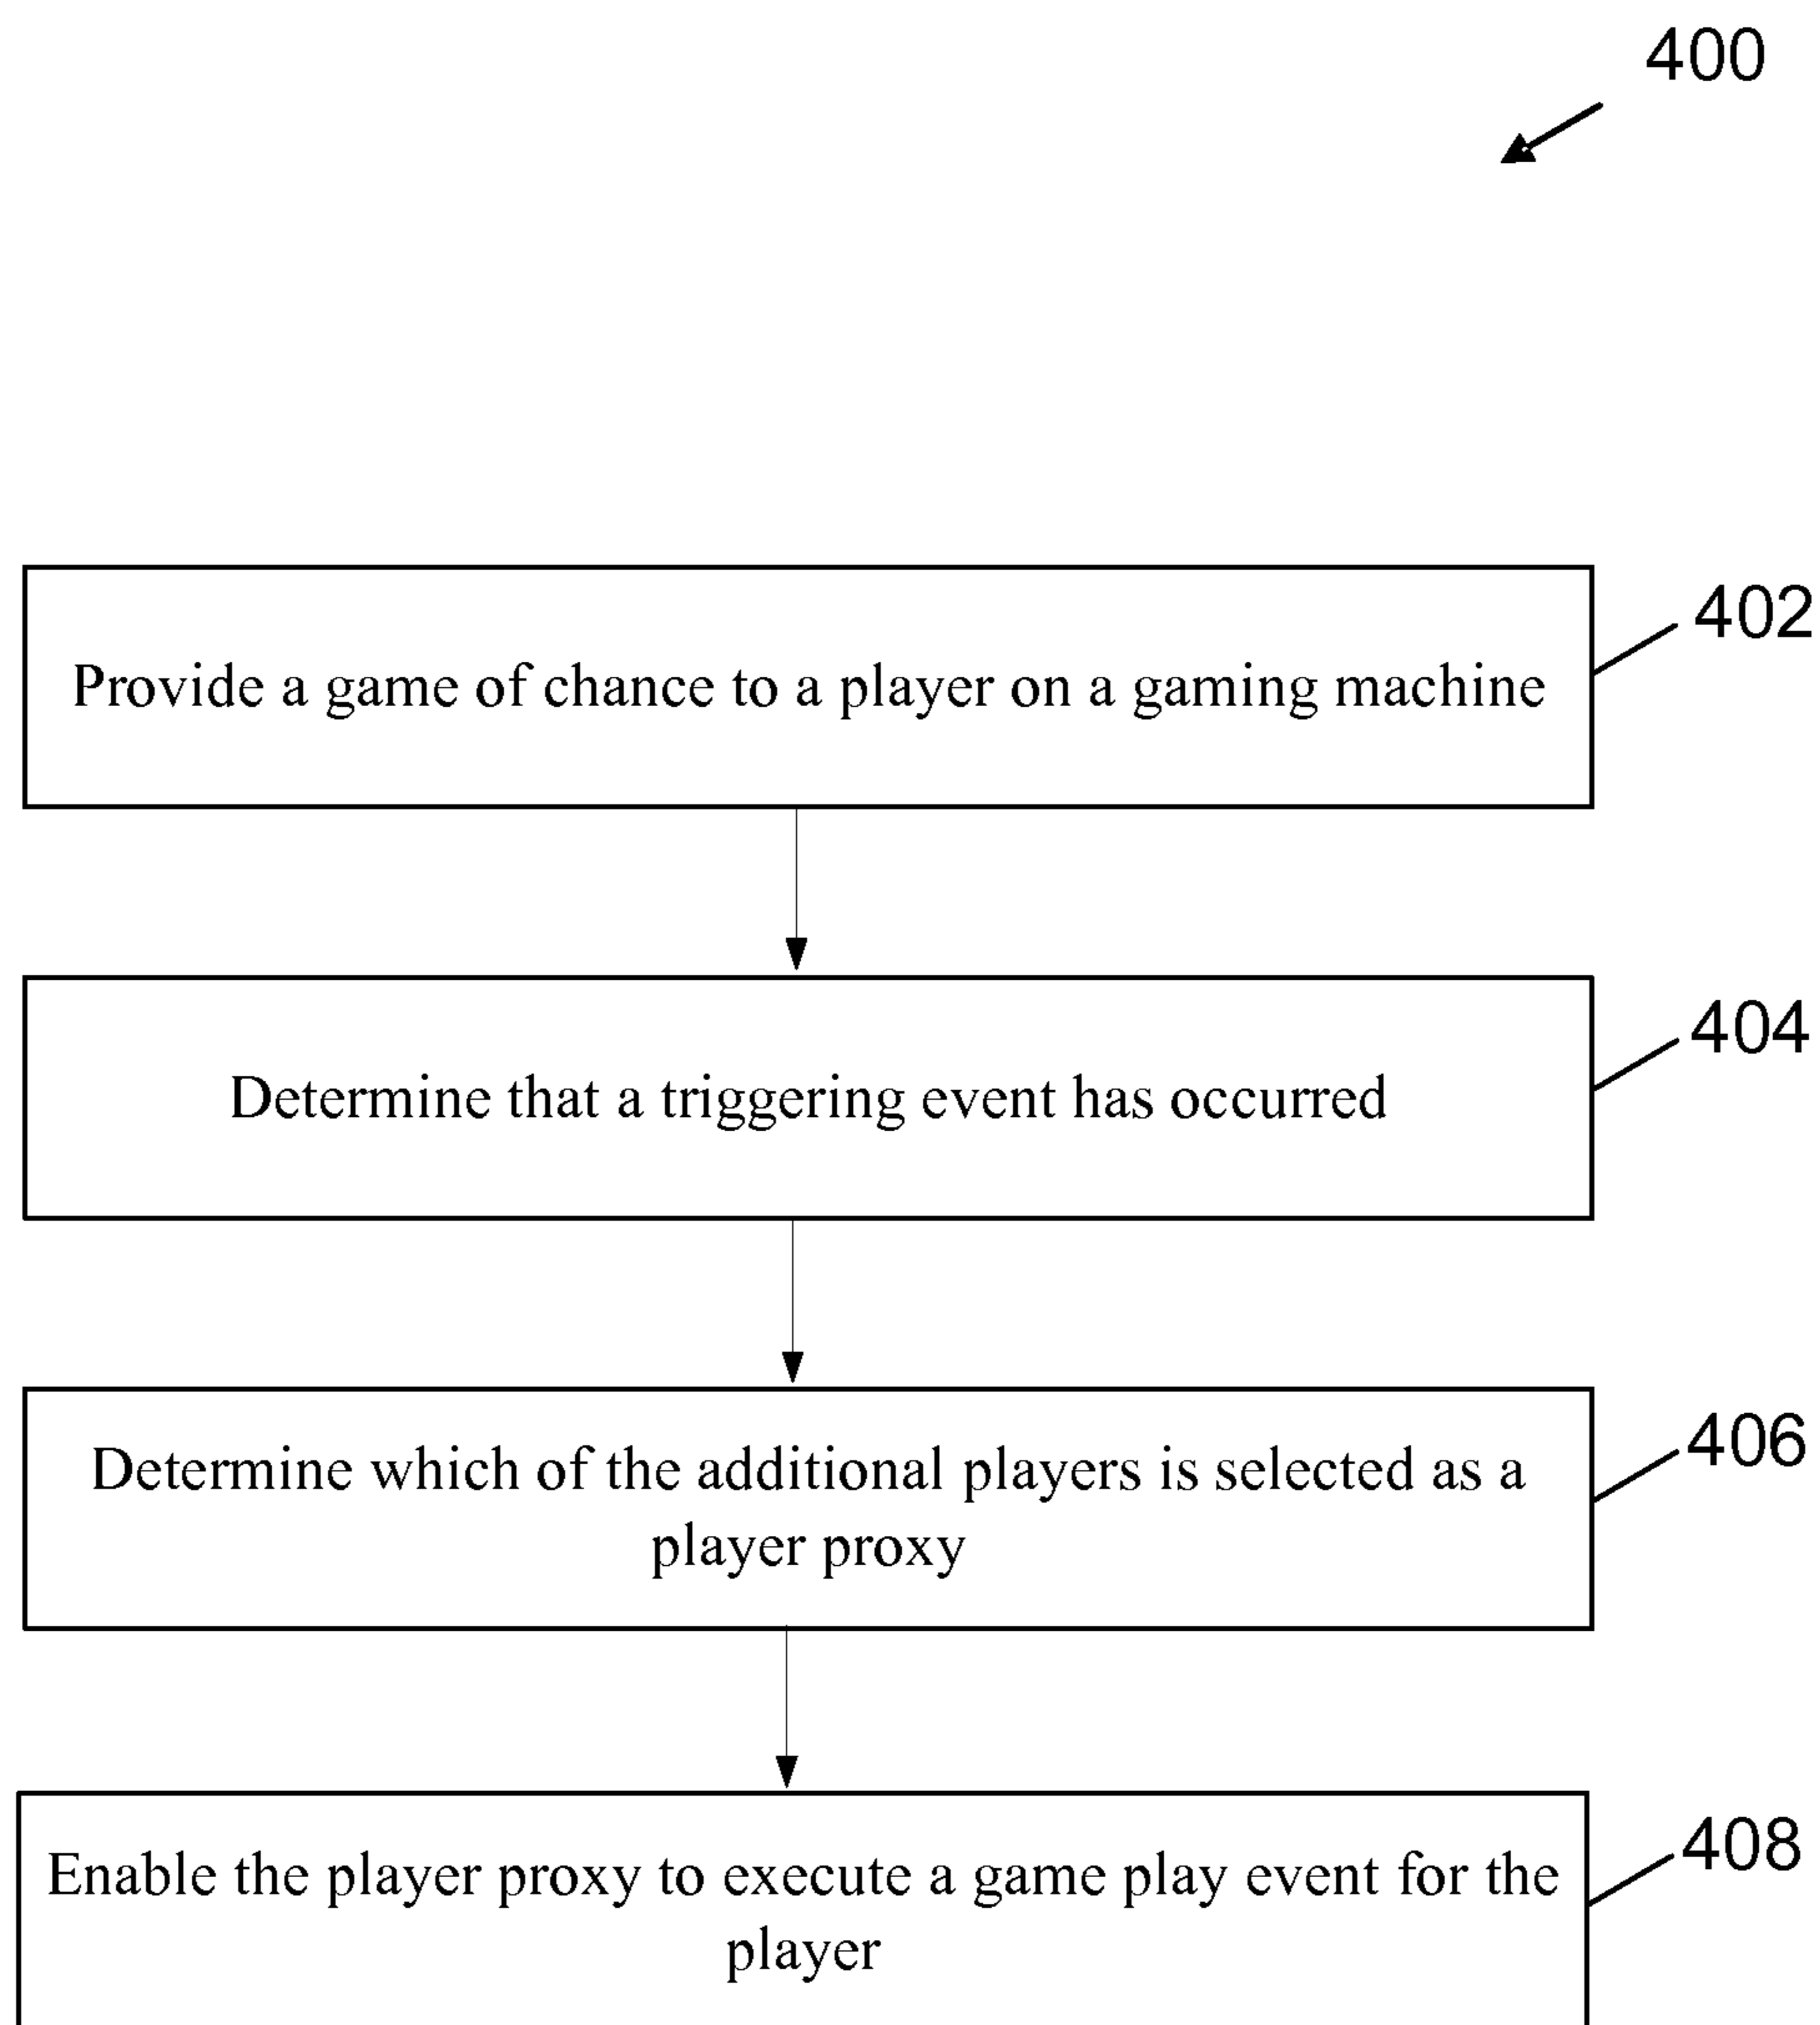 400
Provide a game of chance to a player on a gaming machine
402
Determine that a triggering event has occurred
404
Determine which of the additional players is selected as a
player proxy
406
Enable the player proxy to execute a game play event for the
player
408